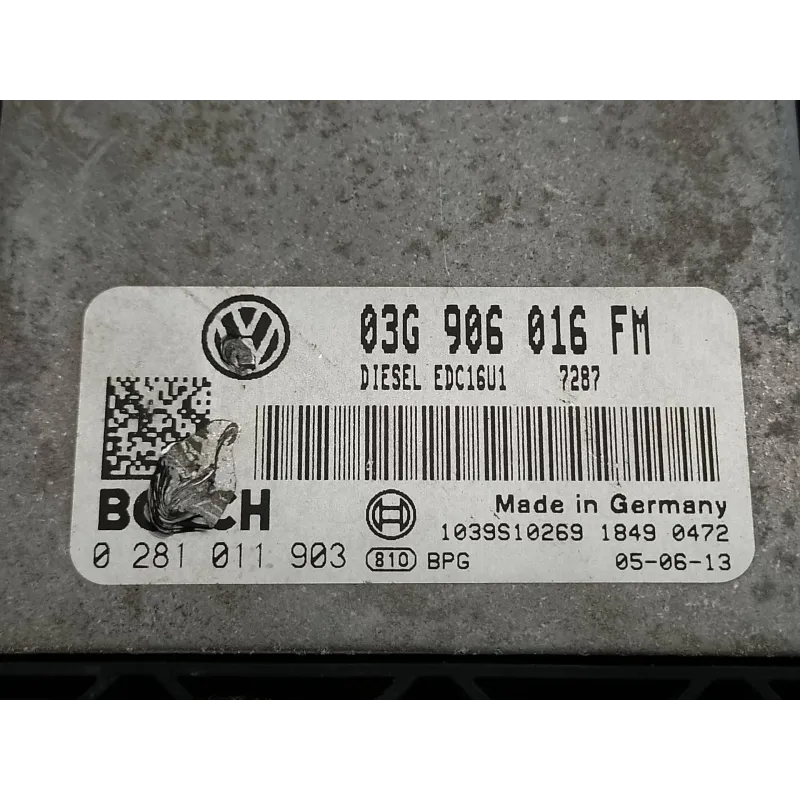 03G 906 016 FM
DIESEL EDC16U1 7287
BOSCH
Made in Germany
1039S10269 1849 0472
0 281 011 903 810 BPG 05-06-13